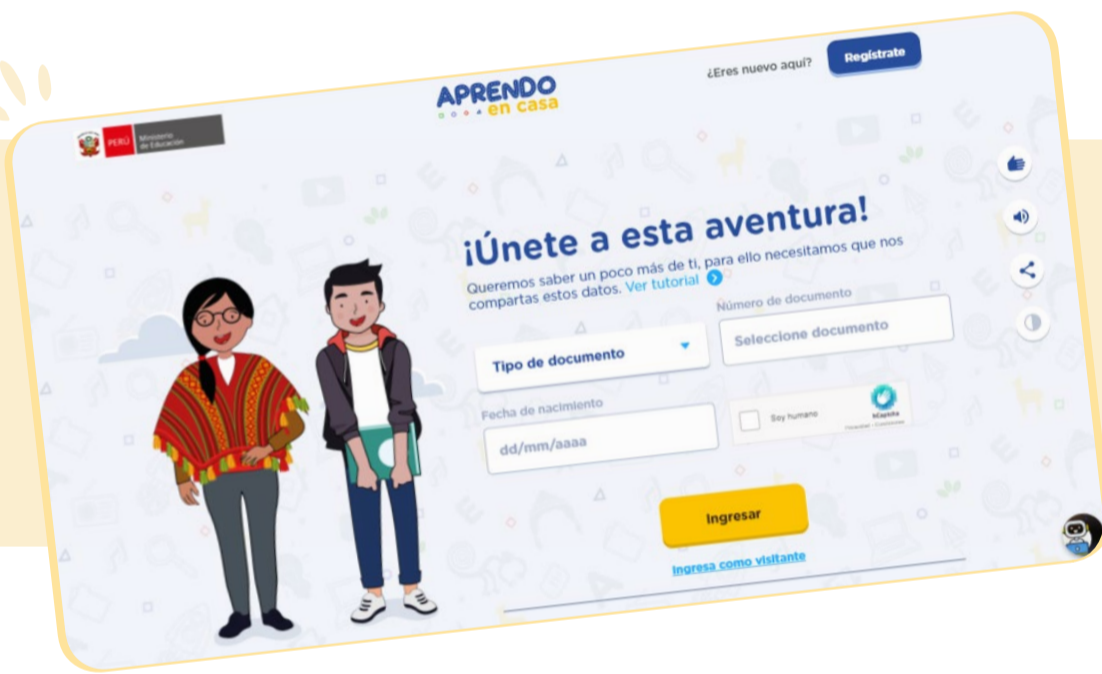 PERÚ
Ministerio
de Educación
APRENDO
en casa
¿Eres nuevo aquí?
Regístrate
¡Únete a esta aventura!
Queremos saber un poco más de ti, para ello necesitamos que nos
compartas estos datos. Ver tutorial
Tipo de documento
Número de documento
Seleccione documento
Fecha de nacimiento
dd/mm/aaaa
Soy humano
hCaptcha
Ingresar
Ingresa como visitante